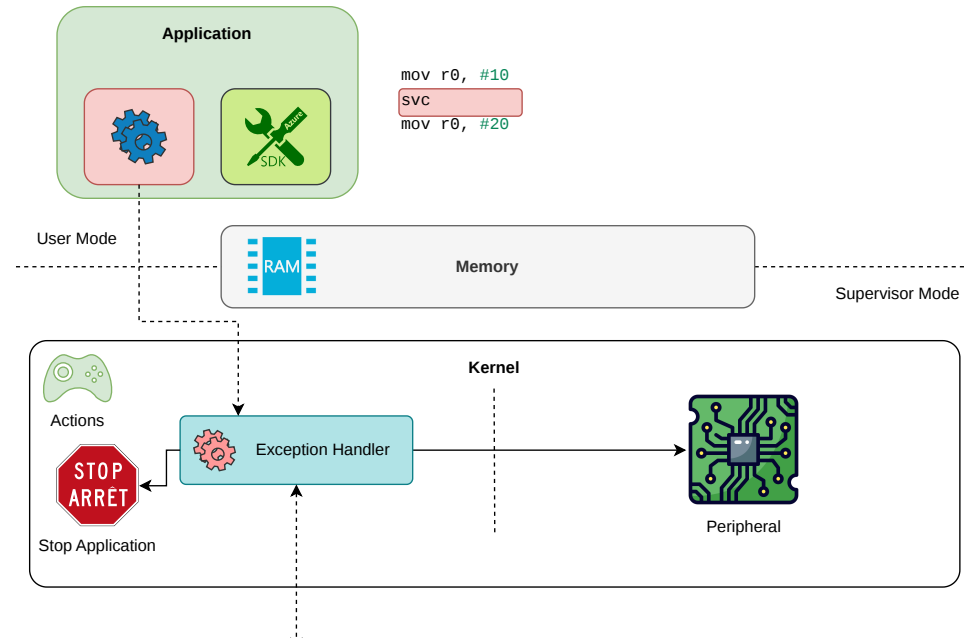 Application
Azure
SDK
mov r0, #10
svc
mov r0, #20
User Mode
RAM
Memory
Supervisor Mode
Kernel
Actions
Exception Handler
STOP
ARRÊT
Stop Application
Peripheral